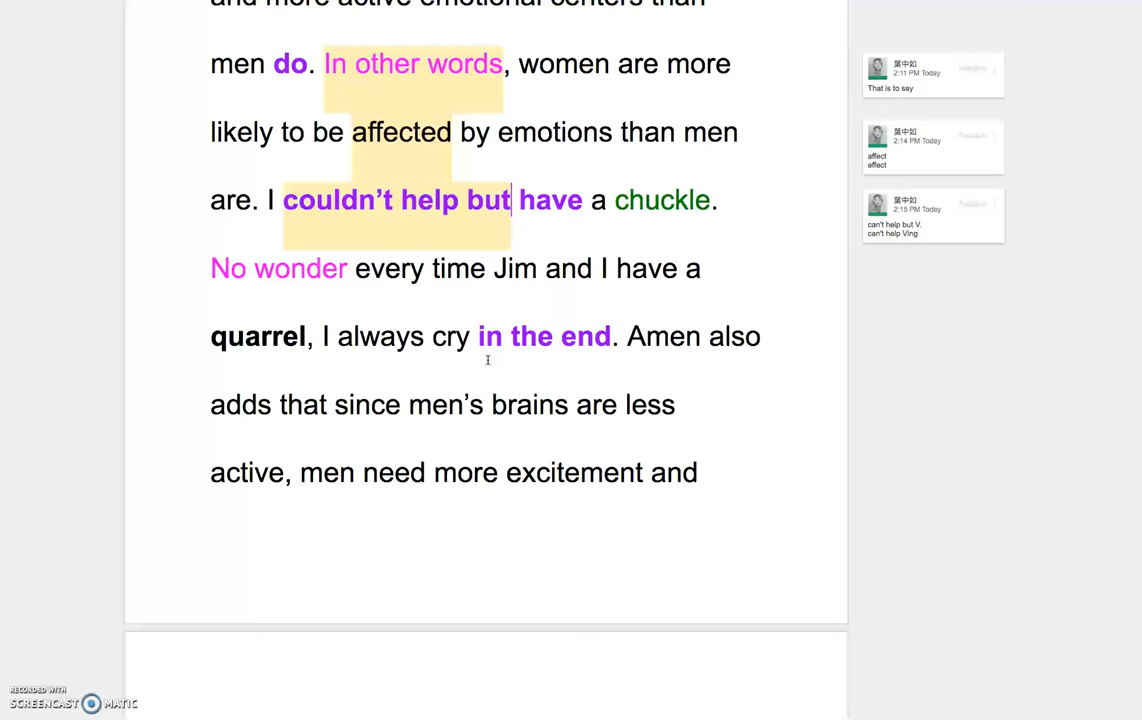 and more active emotional centers than
men do. In other words, women are more
likely to be affected by emotions than men
are. I couldn’t help but have a chuckle.
No wonder every time Jim and I have a
quarrel, I always cry in the end. Amen also
adds that since men’s brains are less
active, men need more excitement and
葉中如
2:11 PM Today
That is to say
葉中如
2:14 PM Today
affect
effect
葉中如
2:15 PM Today
can't help but V.
can't help Ving
RECORDED WITH
SCREENCAST MATIC